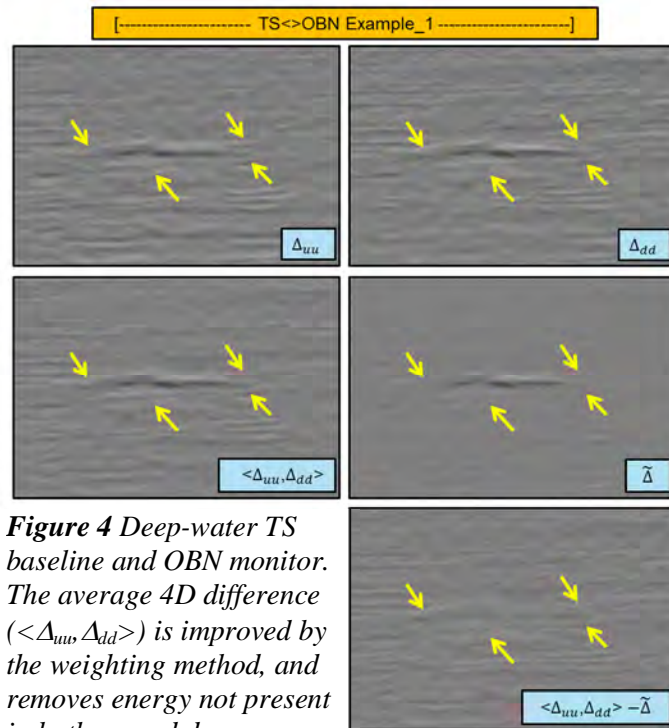 [----------------------- TS<>OBN Example_1 ----------------------]
Δuu
Δdd
<Δuu,Δdd>
Δ̃
Figure 4 Deep-water TS
baseline and OBN monitor.
The average 4D difference
(<Δuu,Δdd>) is improved by
the weighting method, and
removes energy not present
<Δuu,Δdd> −Δ̃